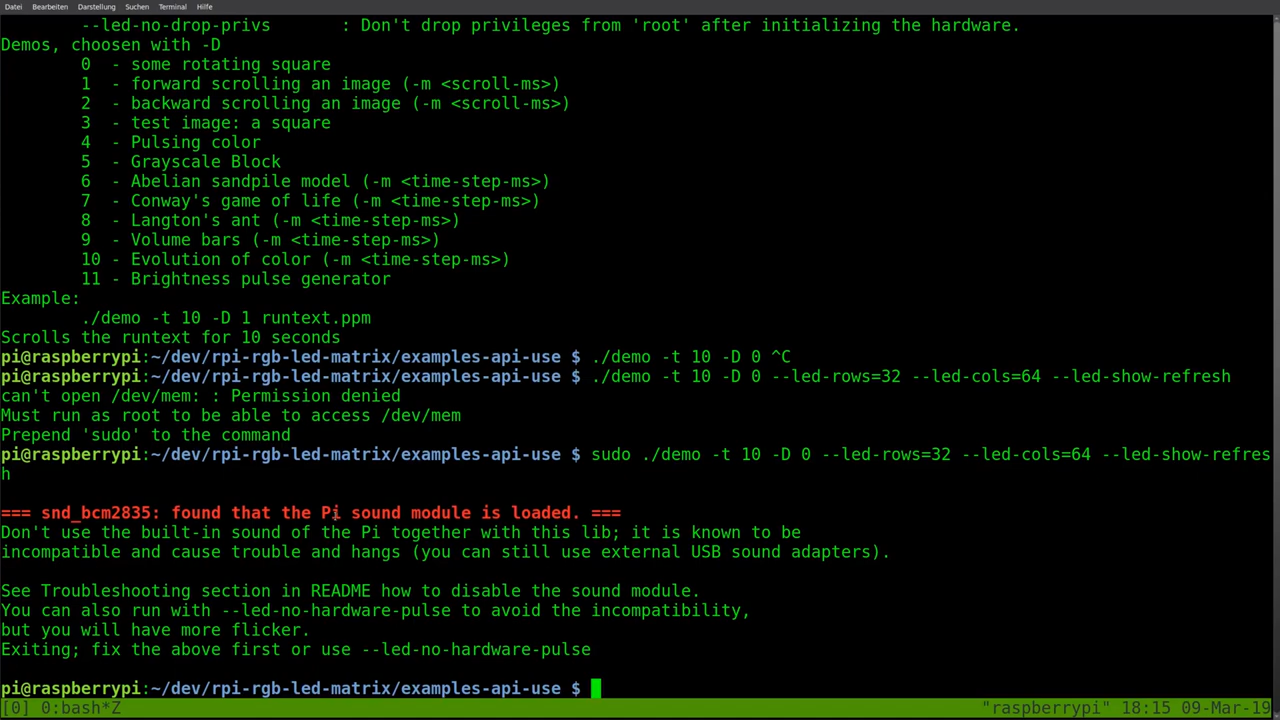 Datei Bearbeiten Darstellung Suchen Terminal Hilfe
--led-no-drop-privs : Don't drop privileges from 'root' after initializing the hardware.
Demos, choosen with -D
0 - some rotating square
1 - forward scrolling an image (-m <scroll-ms>)
2 - backward scrolling an image (-m <scroll-ms>)
3 - test image: a square
4 - Pulsing color
5 - Grayscale Block
6 - Abelian sandpile model (-m <time-step-ms>)
7 - Conway's game of life (-m <time-step-ms>)
8 - Langton's ant (-m <time-step-ms>)
9 - Volume bars (-m <time-step-ms>)
10 - Evolution of color (-m <time-step-ms>)
11 - Brightness pulse generator
Example:
./demo -t 10 -D 1 runtext.ppm
Scrolls the runtext for 10 seconds
pi@raspberrypi:~/dev/rpi-rgb-led-matrix/examples-api-use $ ./demo -t 10 -D 0 ^C
pi@raspberrypi:~/dev/rpi-rgb-led-matrix/examples-api-use $ ./demo -t 10 -D 0 --led-rows=32 --led-cols=64 --led-show-refresh
can't open /dev/mem: : Permission denied
Must run as root to be able to access /dev/mem
Prepend 'sudo' to the command
pi@raspberrypi:~/dev/rpi-rgb-led-matrix/examples-api-use $ sudo ./demo -t 10 -D 0 --led-rows=32 --led-cols=64 --led-show-refres
h
=== snd_bcm2835: found that the Pi sound module is loaded. ===
Don't use the built-in sound of the Pi together with this lib; it is known to be
incompatible and cause trouble and hangs (you can still use external USB sound adapters).
See Troubleshooting section in README how to disable the sound module.
You can also run with --led-no-hardware-pulse to avoid the incompatibility,
but you will have more flicker.
Exiting; fix the above first or use --led-no-hardware-pulse
pi@raspberrypi:~/dev/rpi-rgb-led-matrix/examples-api-use $
[0] 0:bash*Z "raspberrypi" 18:15 09-Mar-19